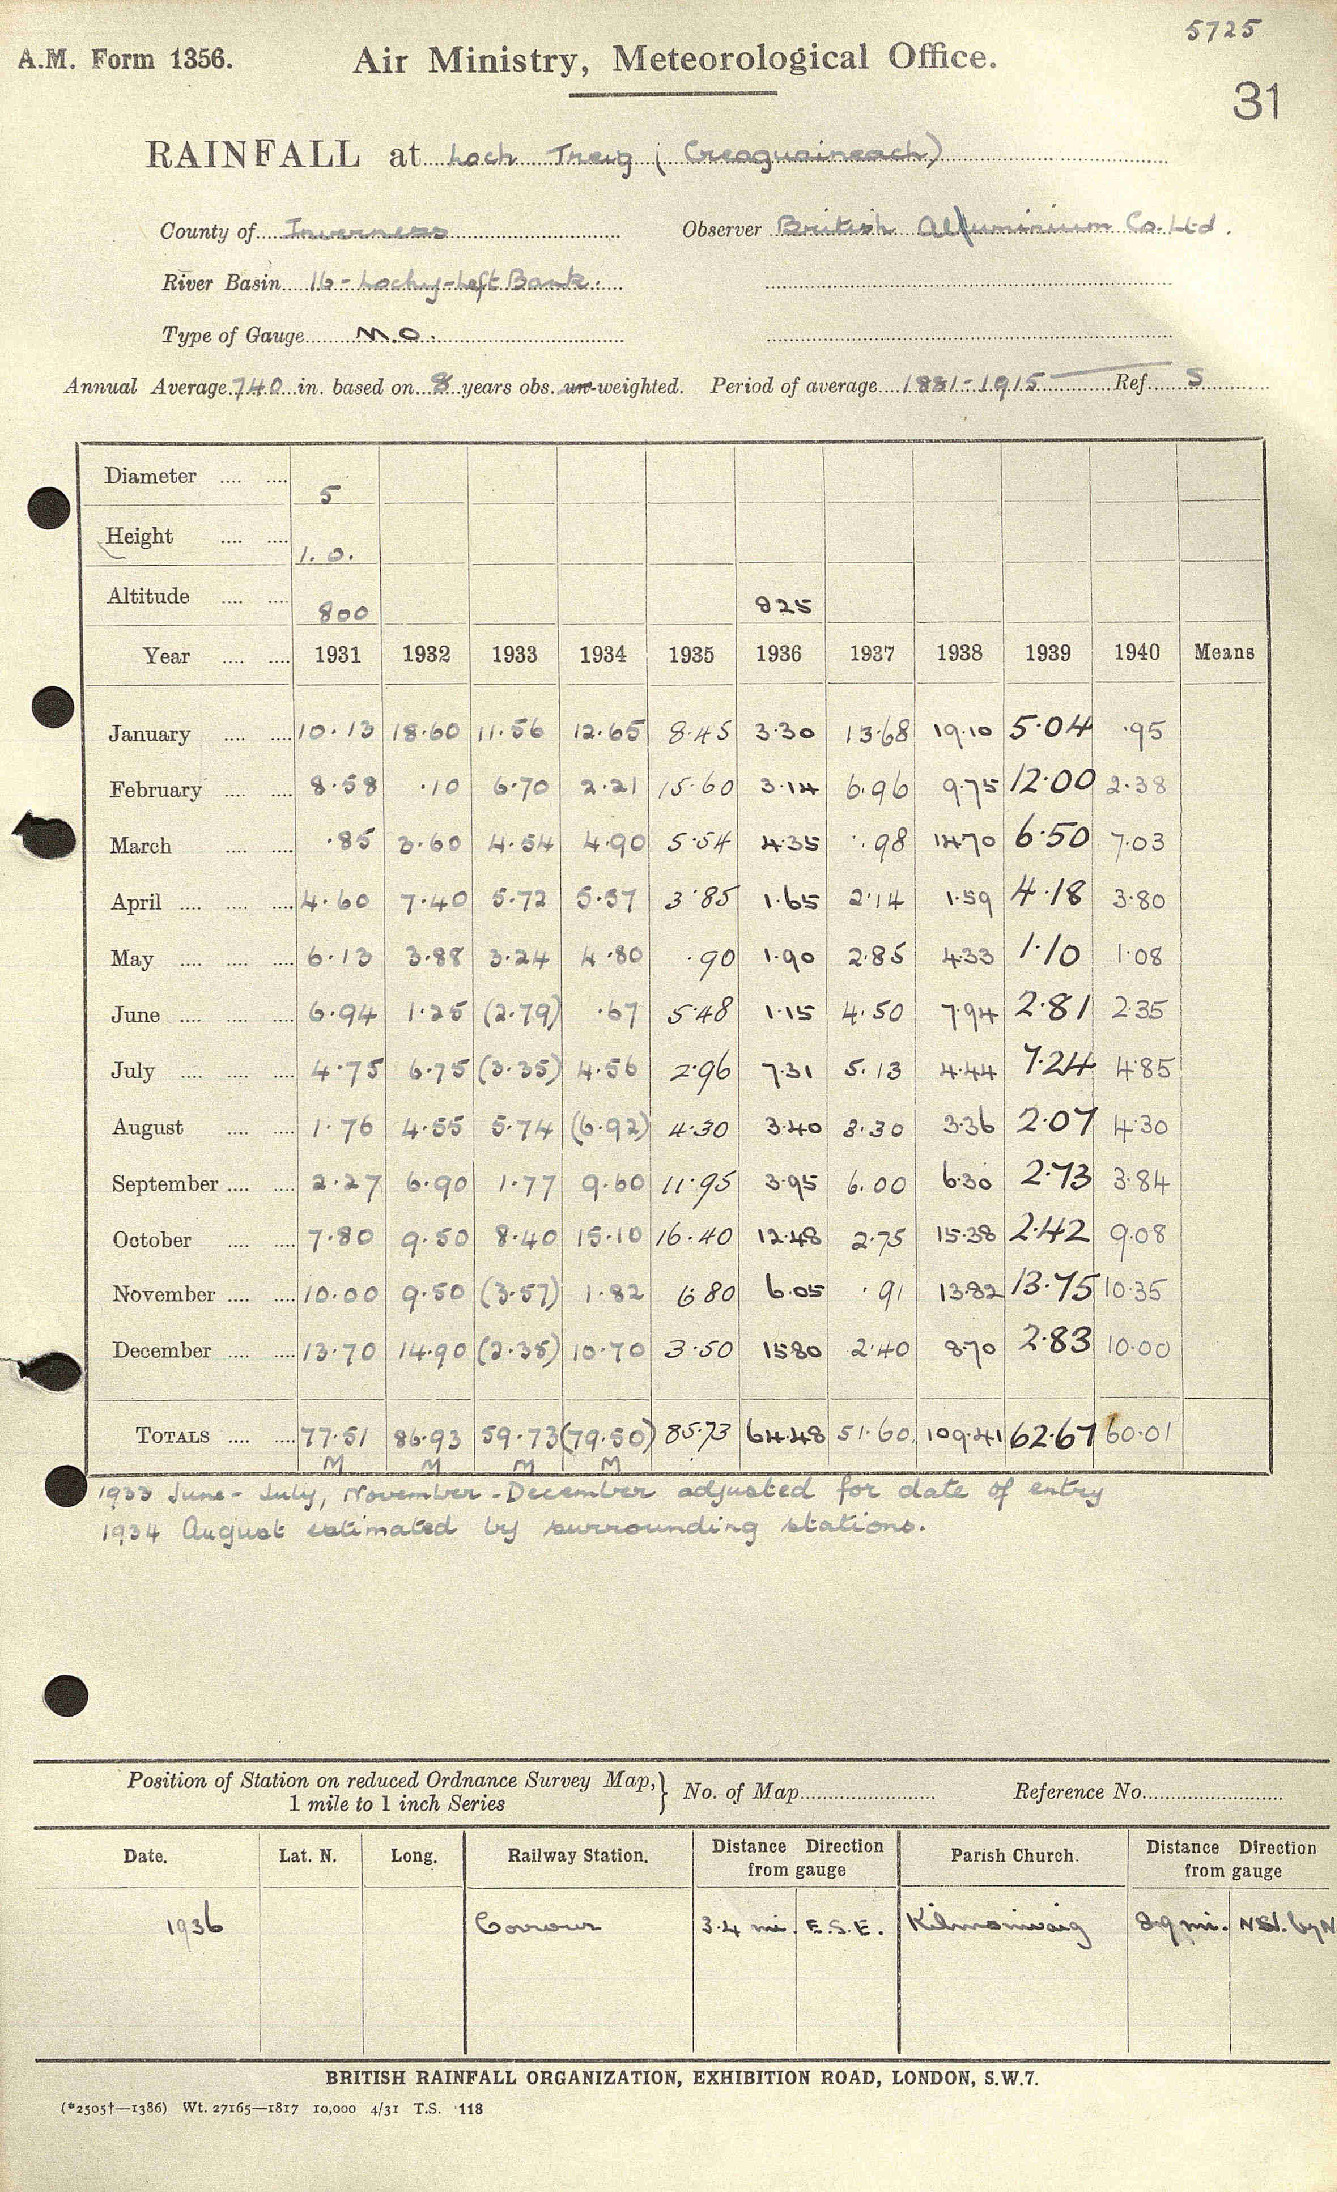 5725
A.M. Form 1356. Air Ministry, Meteorological Office.
31
RAINFALL at Loch Treig (Creaguaineach)
County of Inverness Observer British Alluminium Co. Ltd.
River Basin 16 - Lochy-Left Bank.
Type of Gauge M.O.
Annual Average 74.0 in. based on 8 years obs. un-weighted. Period of average 1881-1915 Ref S
Diameter 5
Height 1.0.
Altitude 800 825
Year 1931 1932 1933 1934 1935 1936 1937 1938 1939 1940 Means
January 10.13 18.60 11.56 12.65 8.45 3.30 13.68 19.10 5.04 .95
February 8.58 .10 6.70 2.21 15.60 3.14 6.96 9.75 12.00 2.38
March .85 3.60 4.54 4.90 5.54 4.35 .98 14.70 6.50 7.03
April 4.60 7.40 5.72 5.57 3.85 1.65 2.14 1.59 4.18 3.80
May 6.13 3.88 3.24 4.80 .90 1.90 2.85 4.33 1.10 1.08
June 6.94 1.25 (2.79) .67 5.48 1.15 4.50 7.94 2.81 2.35
July 4.75 6.75 (3.35) 4.56 2.96 7.31 5.13 4.44 7.24 4.85
August 1.76 4.55 5.74 (6.92) 4.30 3.40 3.30 3.36 2.07 4.30
September 2.27 6.90 1.77 9.60 11.95 3.95 6.00 6.30 2.73 3.84
October 7.80 9.50 8.40 15.10 16.40 12.48 2.75 15.38 2.42 9.08
November 10.00 9.50 (3.57) 1.82 6.80 6.05 .91 13.82 13.75 10.35
December 13.70 14.90 (2.35) 10.70 3.50 15.80 2.40 8.70 2.83 10.00
TOTALS 77.51 86.93 59.73 (79.50) 85.73 64.48 51.60. 109.41 62.67 60.01
M M M M
1933 June - July, November - December adjusted for date of entry
1934 August estimated by surrounding stations.
Position of Station on reduced Ordnance Survey Map, 1 mile to 1 inch Series } No. of Map Reference No.
Date. Lat. N. Long. Railway Station. Distance Direction from gauge Parish Church. Distance Direction from gauge
1936 Corrour 3.4 mi. E.S.E. Kilmonivaig 8.9 mi. NW. by N
BRITISH RAINFALL ORGANIZATION, EXHIBITION ROAD, LONDON, S.W.7.
(*2505†—1386) Wt. 27165—1817 10,000 4/31 T.S. 118